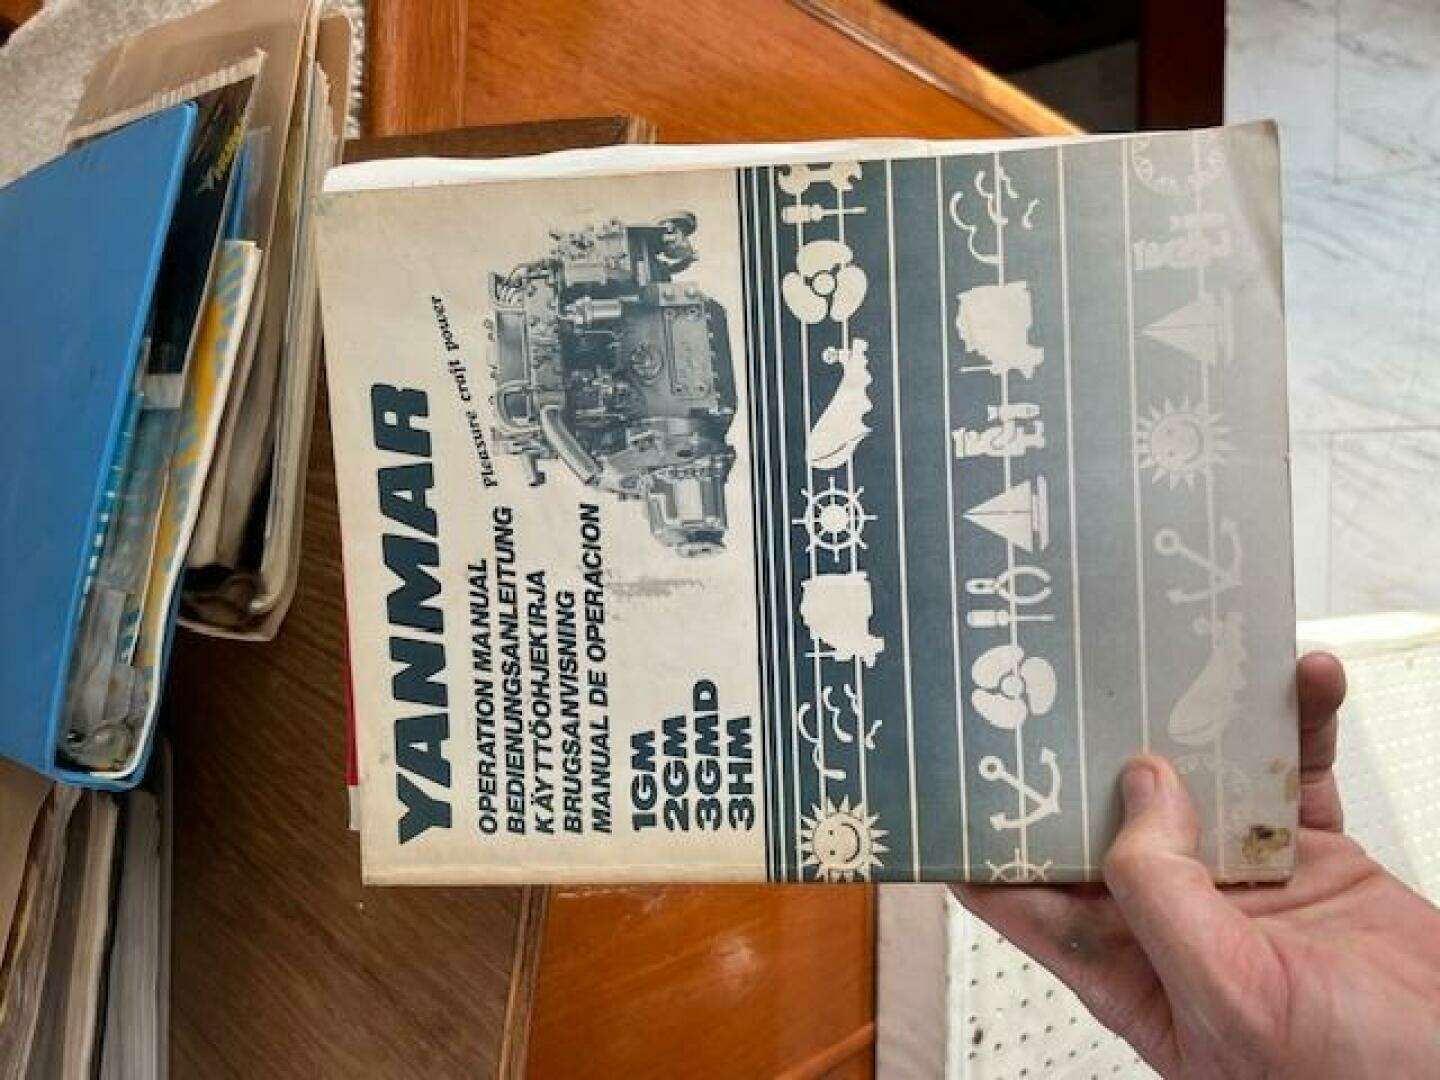 YANMAR
Pleasure craft power
OPERATION MANUAL
BEDIENUNGSANLEITUNG
KÄYTTÖOHJEKIRJA
BRUGSANVISNING
MANUAL DE OPERACION
1GM
2GM
3GMD
3HM